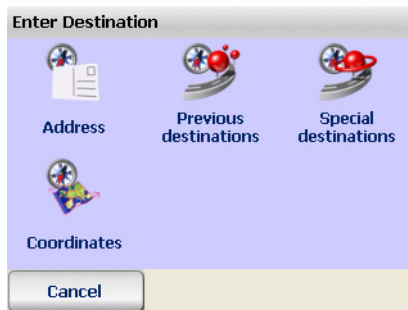 Enter Destination
Address
Previous
destinations
Special
destinations
Coordinates
Cancel